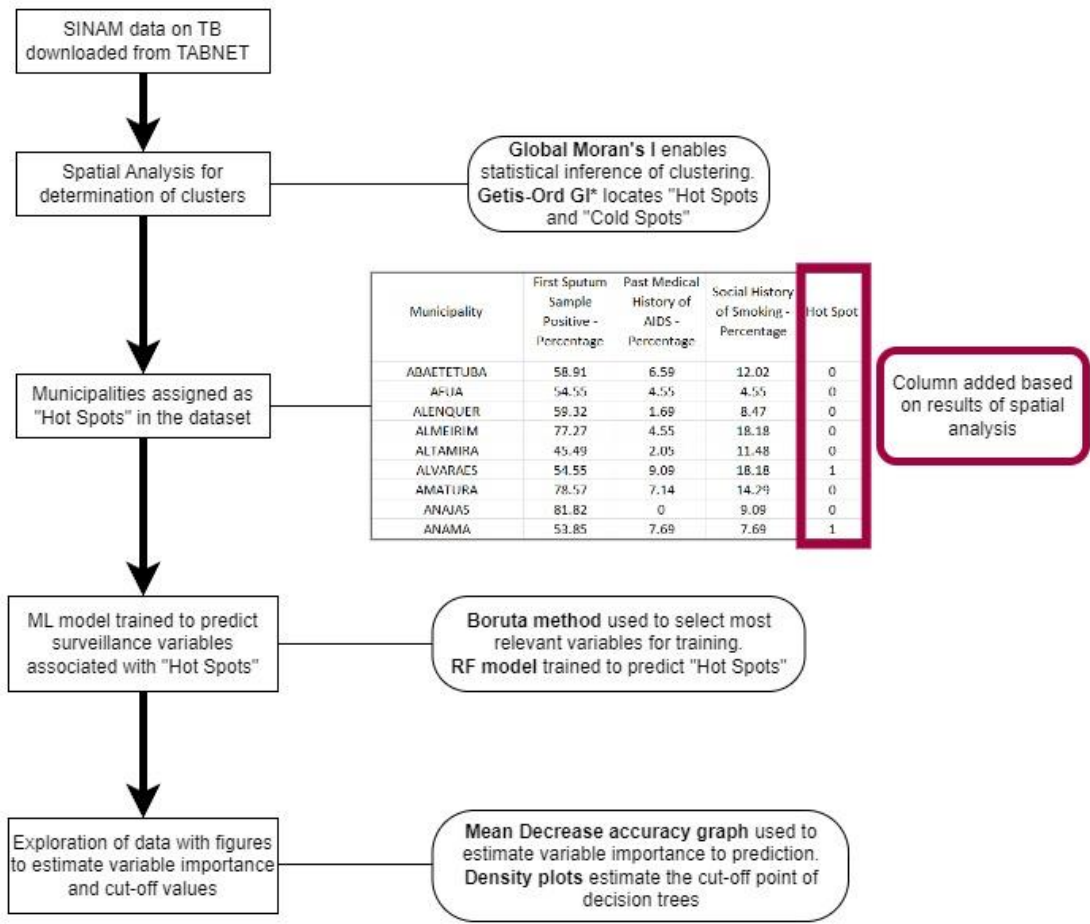 SINAM data on TB
downloaded from TABNET
Spatial Analysis for
determination of clusters
Global Moran's I enables
statistical inference of clustering.
Getis-Ord GI* locates "Hot Spots
and "Cold Spots"
Municipalities assigned as
"Hot Spots" in the dataset
Municipality First Sputum Sample Positive - Percentage Past Medical History of AIDS - Percentage Social History of Smoking - Percentage Hot Spot
ABAETETUBA 58.91 6.59 12.02 0
AFUA 54.55 4.55 4.55 0
ALENQUER 59.32 1.69 8.47 0
ALMEIRIM 77.27 4.55 18.18 0
ALTAMIRA 45.49 2.05 11.48 0
ALVARAES 54.55 9.09 18.18 1
AMATURA 78.57 7.14 14.29 0
ANAJAS 81.82 0 9.09 0
ANAMA 53.85 7.69 7.69 1
Column added based
on results of spatial
analysis
ML model trained to predict
surveillance variables
associated with "Hot Spots"
Boruta method used to select most
relevant variables for training.
RF model trained to predict "Hot Spots"
Exploration of data with figures
to estimate variable importance
and cut-off values
Mean Decrease accuracy graph used to
estimate variable importance to prediction.
Density plots estimate the cut-off point of
decision trees